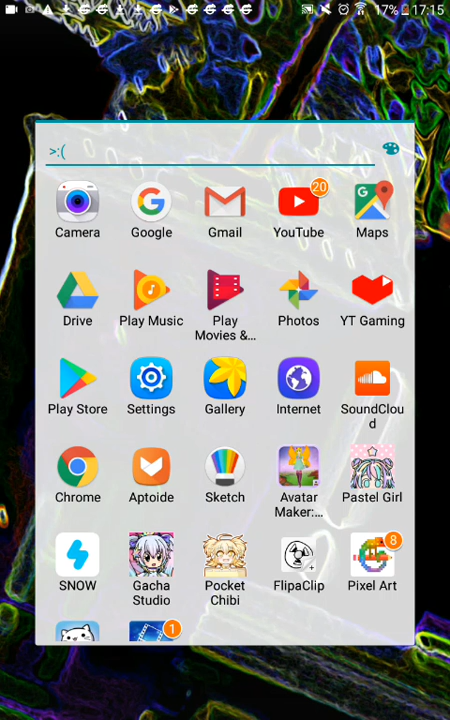 17% 17:15
>:(
Camera Google Gmail YouTube 20 Maps
Drive Play Music Play Movies &... Photos YT Gaming
Play Store Settings Gallery Internet SoundCloud
Chrome Aptoide Sketch Avatar Maker:... Pastel Girl
SNOW Gacha Studio Pocket Chibi FlipaClip Pixel Art 8
1